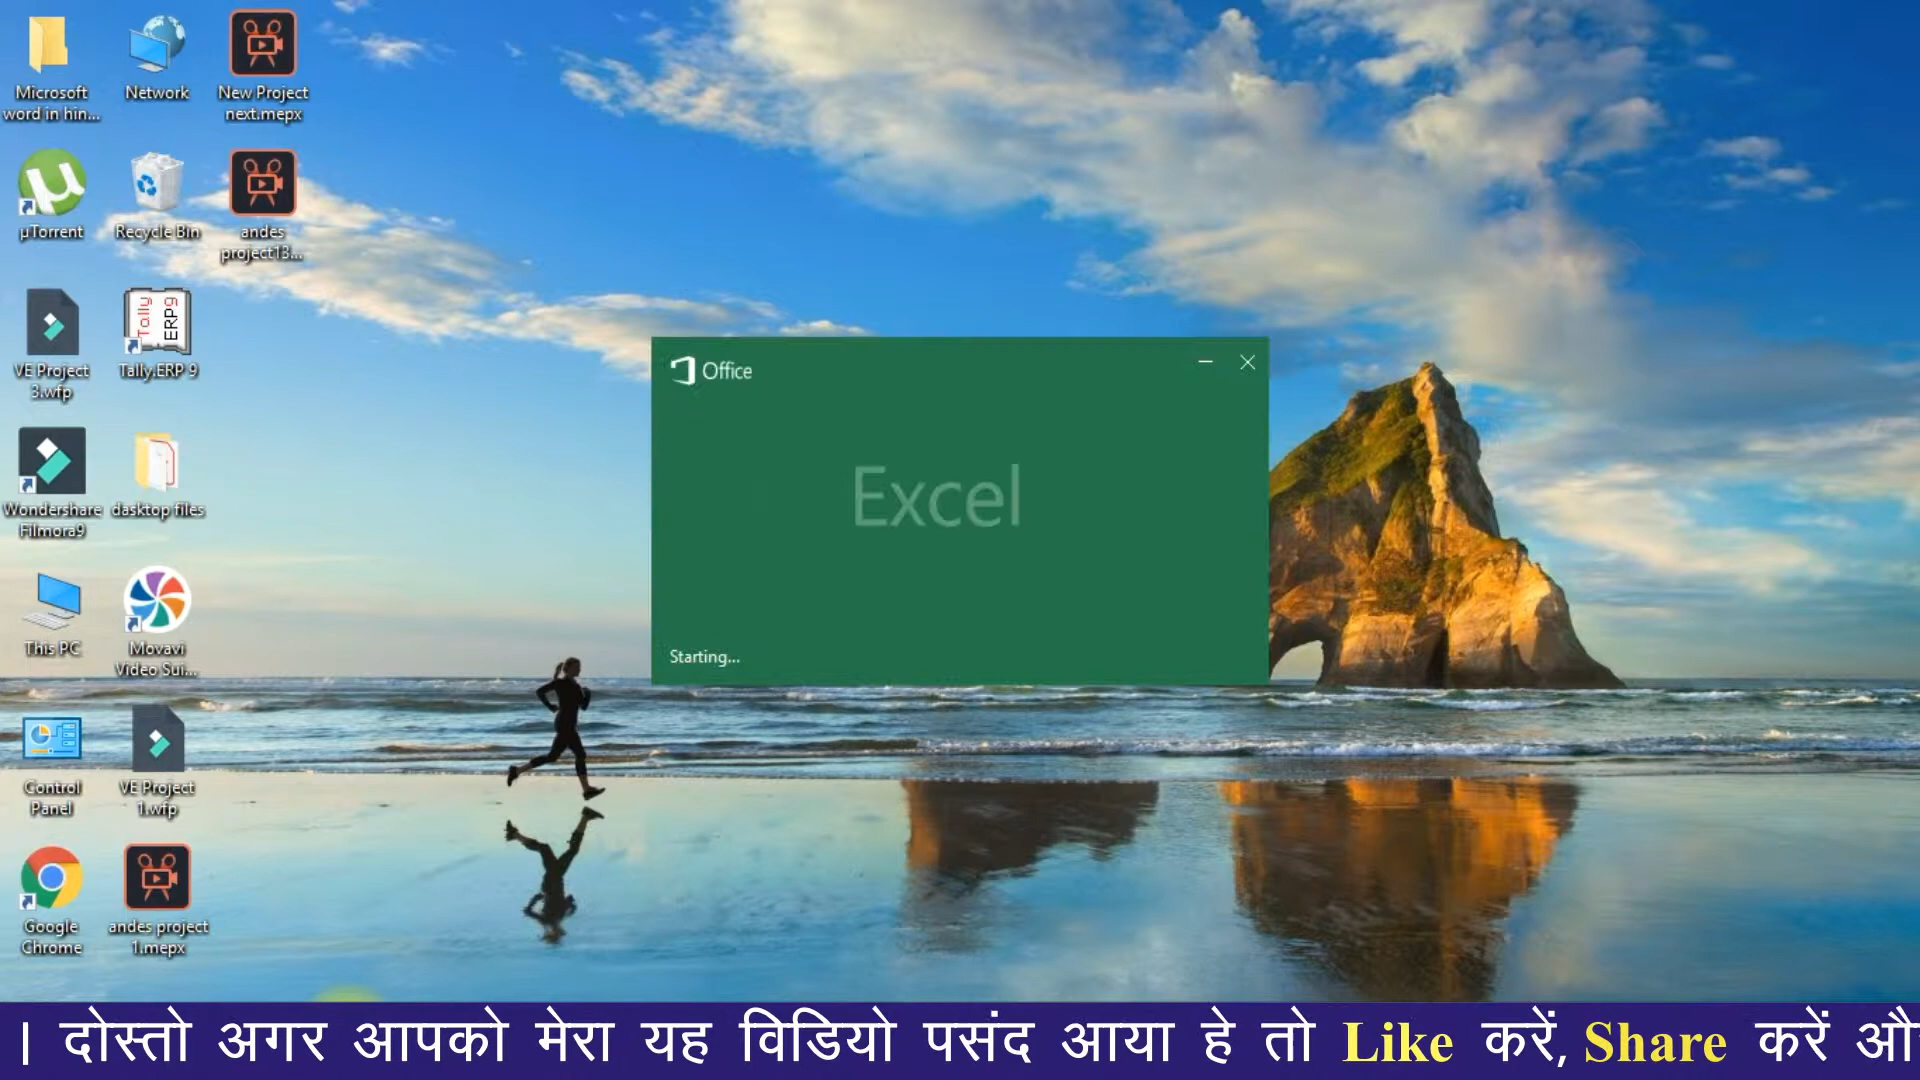 Microsoft
word in hin...
Network
New Project
next.mepx
µTorrent
Recycle Bin
andes
project13...
VE Project
3.wfp
Tally
ERP9
Tally.ERP 9
Wondershare
Filmora9
dasktop files
This PC
Movavi
Video Sui...
Control
Panel
VE Project
1.wfp
Google
Chrome
andes project
1.mepx
Office
Excel
Starting...
| दोस्तो अगर आपको मेरा यह विडियो पसंद आया हे तो Like करें, Share करें औ